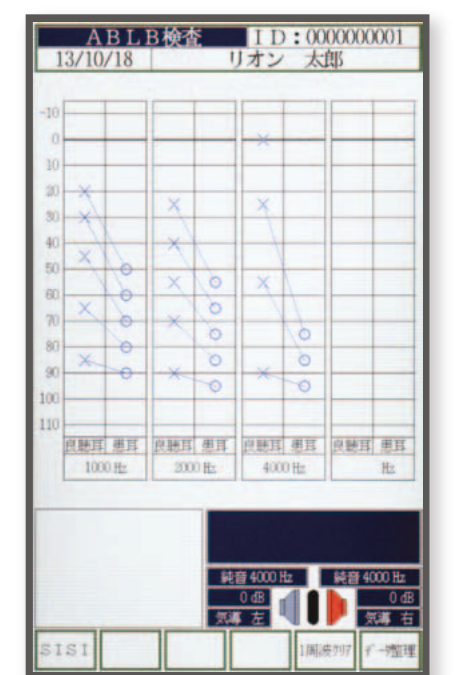 ABLB検査 ID:0000000001
13/10/18 リオン 太郎
-10
0
10
20
30
40
50
60
70
80
90
100
110
良聴耳 患耳 良聴耳 患耳 良聴耳 患耳 良聴耳 患耳
1000 Hz 2000 Hz 4000 Hz Hz
純音 4000 Hz 純音 4000 Hz
0 dB 0 dB
気導 左 気導 右
SISI 1周波クリア データ整理